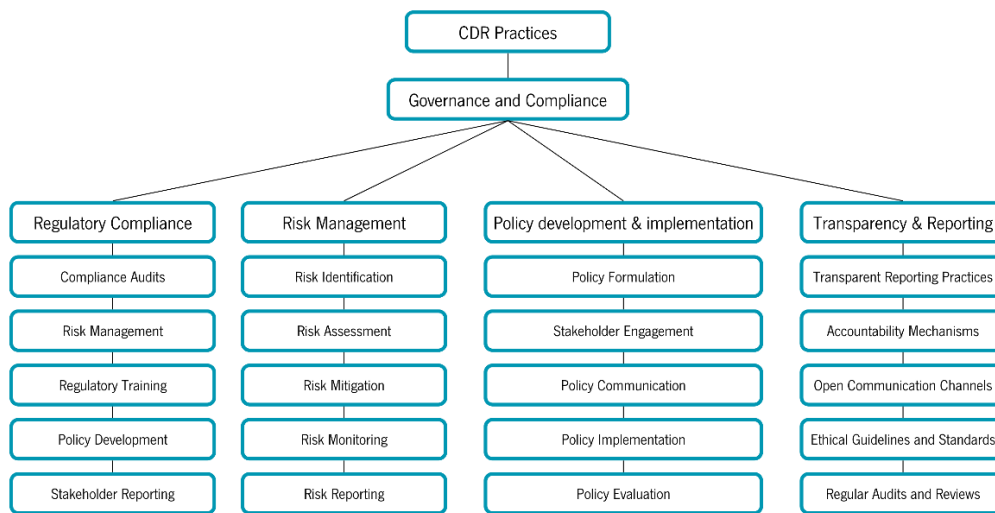 CDR Practices
Governance and Compliance
Regulatory Compliance
Compliance Audits
Risk Management
Regulatory Training
Policy Development
Stakeholder Reporting
Risk Management
Risk Identification
Risk Assessment
Risk Mitigation
Risk Monitoring
Risk Reporting
Policy development & implementation
Policy Formulation
Stakeholder Engagement
Policy Communication
Policy Implementation
Policy Evaluation
Transparency & Reporting
Transparent Reporting Practices
Accountability Mechanisms
Open Communication Channels
Ethical Guidelines and Standards
Regular Audits and Reviews